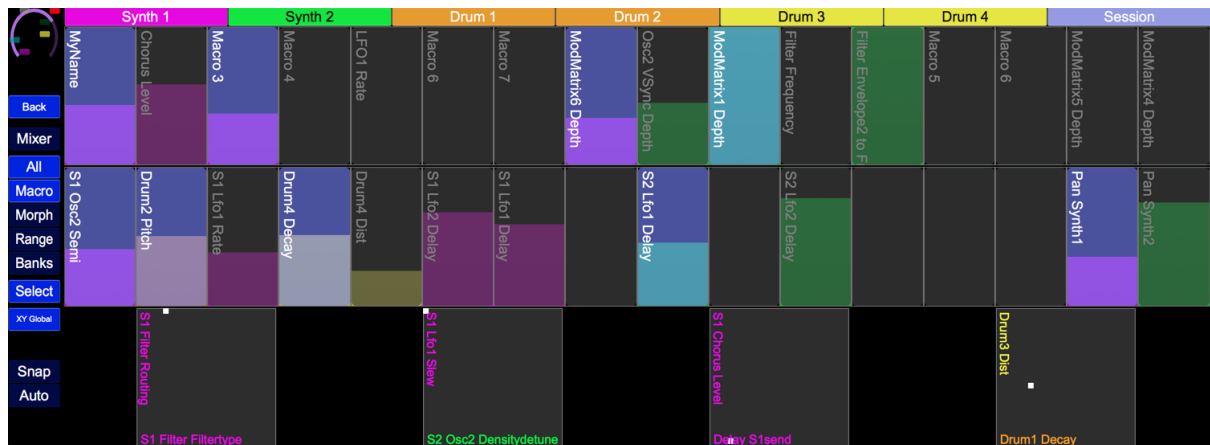 Synth 1
Synth 2
Drum 1
Drum 2
Drum 3
Drum 4
Session
MyName
Chorus Level
Macro 3
Macro 4
LFO1 Rate
Macro 6
Macro 7
ModMatrix6 Depth
Osc2 VSync Depth
ModMatrix1 Depth
Filter Frequency
Filter Envelope2 to F
Macro 5
Macro 6
ModMatrix5 Depth
ModMatrix4 Depth
Back
Mixer
All
Macro
Morph
Range
Banks
Select
XY Global
Snap
Auto
S1 Osc2 Semi
Drum2 Pitch
S1 Lfo1 Rate
Drum4 Decay
Drum4 Dist
S1 Lfo2 Delay
S1 Lfo1 Delay
S2 Lfo1 Delay
S2 Lfo2 Delay
Pan Synth1
Pan Synth2
S1 Filter Routing
S1 Filter Filtertype
S1 Lfo1 Slew
S2 Osc2 Densitydetune
S1 Chorus Level
Delay S1send
Drum3 Dist
Drum1 Decay